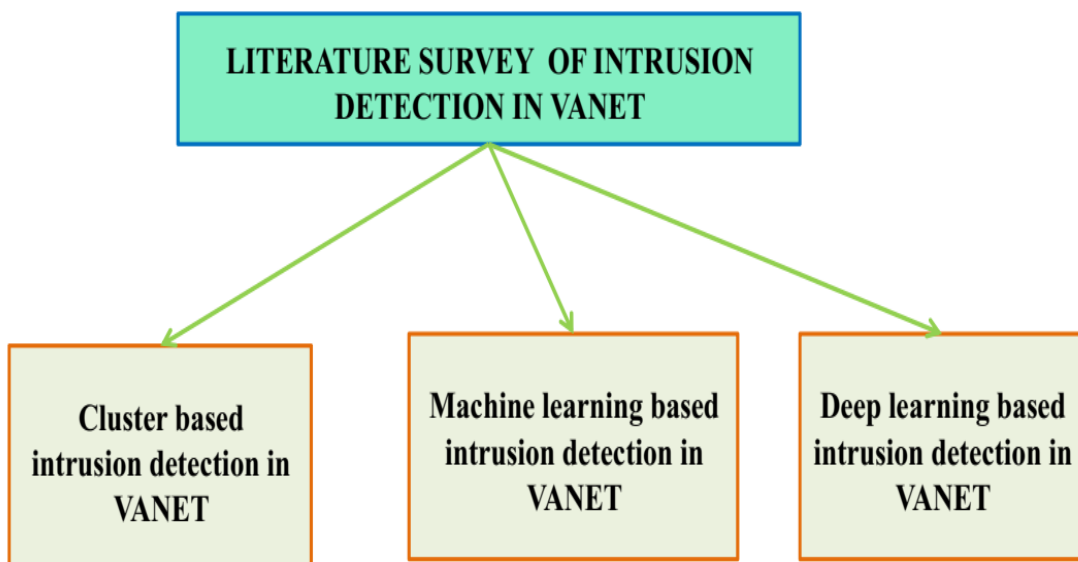 LITERATURE SURVEY OF INTRUSION
DETECTION IN VANET
Cluster based
intrusion detection in
VANET
Machine learning based
intrusion detection in
VANET
Deep learning based
intrusion detection in
VANET